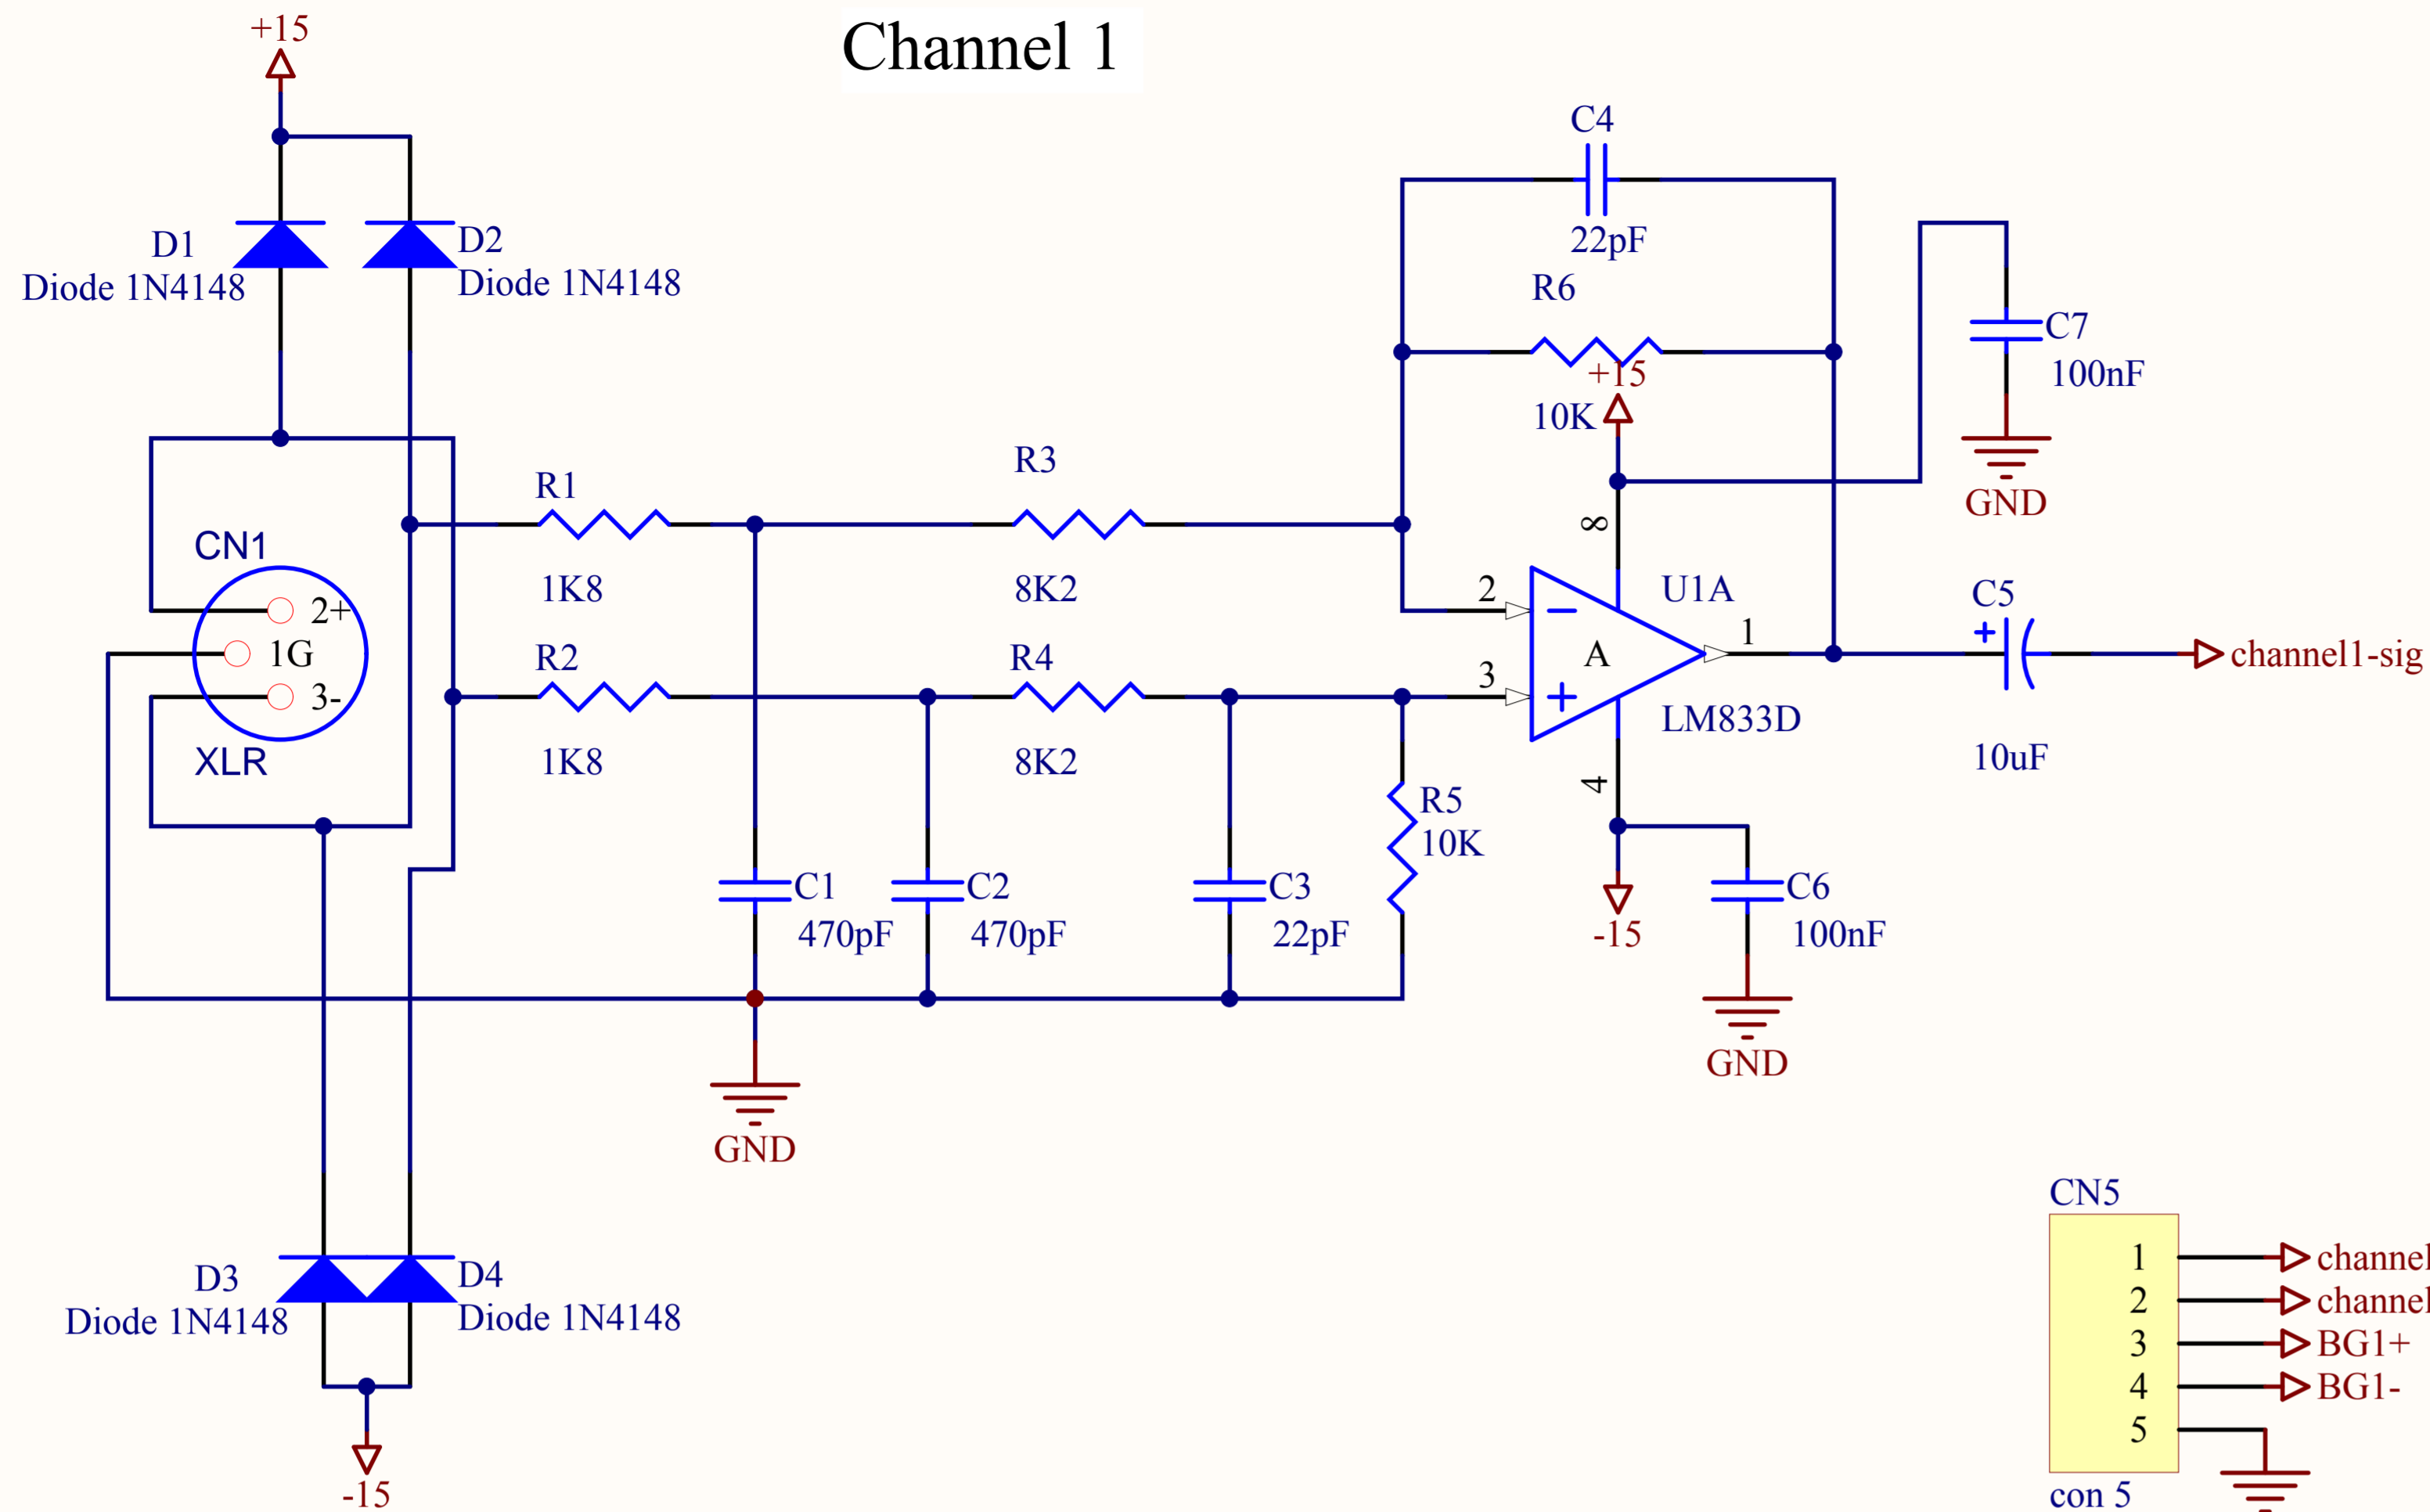 Channel 1
+15
D1
Diode 1N4148
D2
Diode 1N4148
C4
22pF
R6
+15
10K
C7
100nF
GND
R1
1K8
R3
8K2
CN1
2+
1G
3-
XLR
R2
1K8
R4
8K2
2
3
8
A
1
4
U1A
LM833D
C5
+
10uF
channel1-sig
R5
10K
C1
470pF
C2
470pF
C3
22pF
-15
C6
100nF
GND
GND
D3
Diode 1N4148
D4
Diode 1N4148
-15
CN5
1
channel
2
channel
3
BG1+
4
BG1-
5
con 5